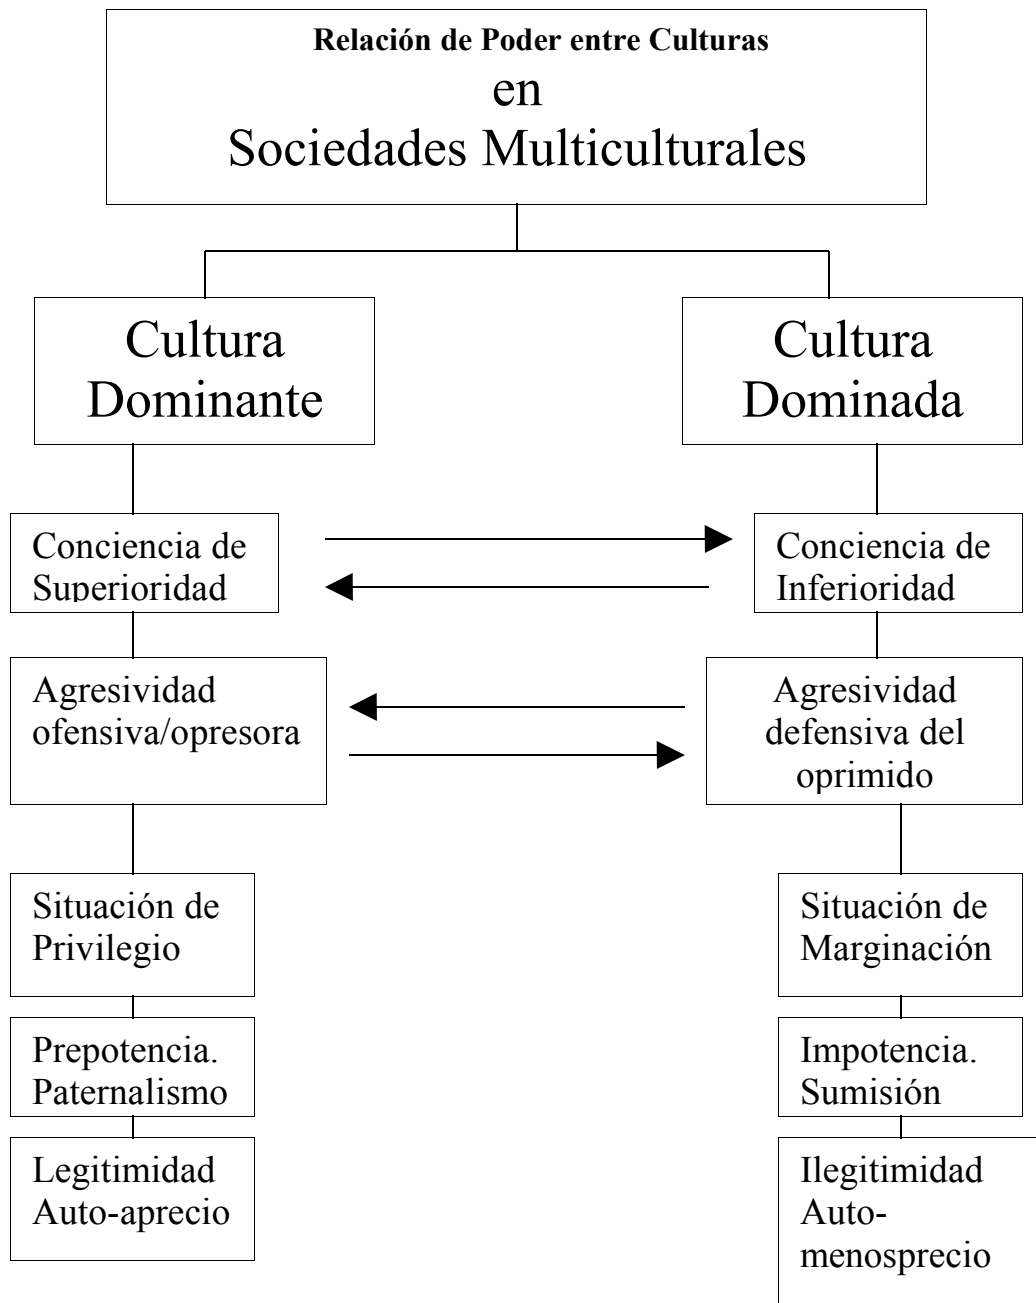 Relación de Poder entre Culturas
en
Sociedades Multiculturales
Cultura
Dominante
Cultura
Dominada
Conciencia de
Superioridad
Conciencia de
Inferioridad
Agresividad
ofensiva/opresora
Agresividad
defensiva del
oprimido
Situación de
Privilegio
Situación de
Marginación
Prepotencia.
Paternalismo
Impotencia.
Sumisión
Legitimidad
Auto-aprecio
Ilegitimidad
Auto-
menosprecio